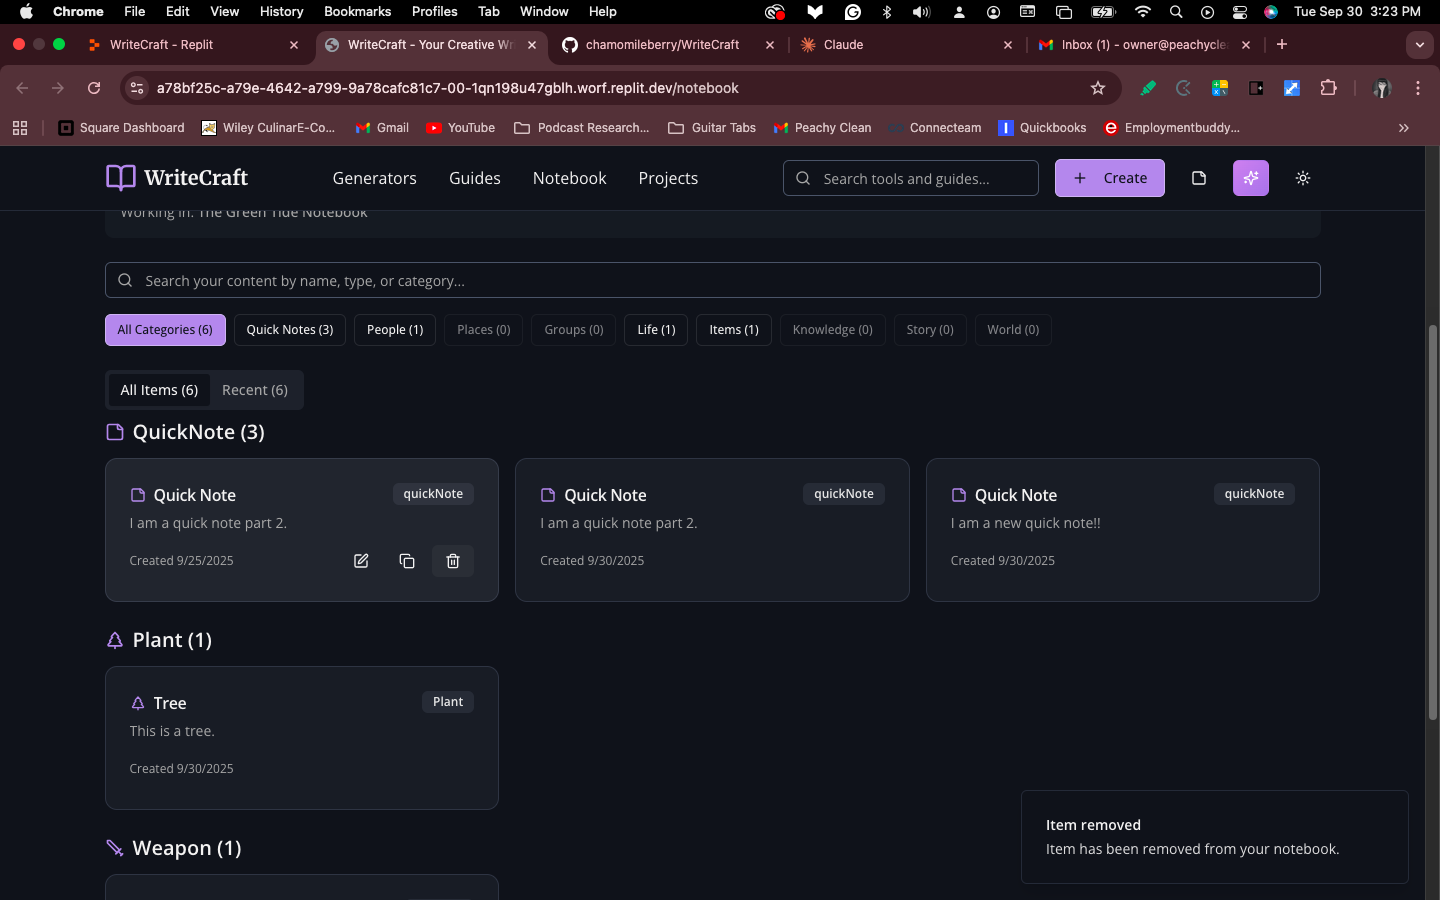 Chrome File Edit View History Bookmarks Profiles Tab Window Help Tue Sep 30 3:23 PM
WriteCraft - Replit WriteCraft - Your Creative Wr chamomileberry/WriteCraft Claude Inbox (1) - owner@peachycle
a78bf25c-a79e-4642-a799-9a78cafc81c7-00-1qn198u47gblh.worf.replit.dev/notebook
Square Dashboard Wiley CulinarE-Co... Gmail YouTube Podcast Research... Guitar Tabs Peachy Clean Connecteam Quickbooks Employmentbuddy...
WriteCraft Generators Guides Notebook Projects Search tools and guides... Create
Working in: The Green Tide Notebook
Search your content by name, type, or category...
All Categories (6) Quick Notes (3) People (1) Places (0) Groups (0) Life (1) Items (1) Knowledge (0) Story (0) World (0)
All Items (6) Recent (6)
QuickNote (3)
Quick Note quickNote
I am a quick note part 2.
Created 9/25/2025
Quick Note quickNote
I am a quick note part 2.
Created 9/30/2025
Quick Note quickNote
I am a new quick note!!
Created 9/30/2025
Plant (1)
Tree Plant
This is a tree.
Created 9/30/2025
Weapon (1)
Item removed
Item has been removed from your notebook.